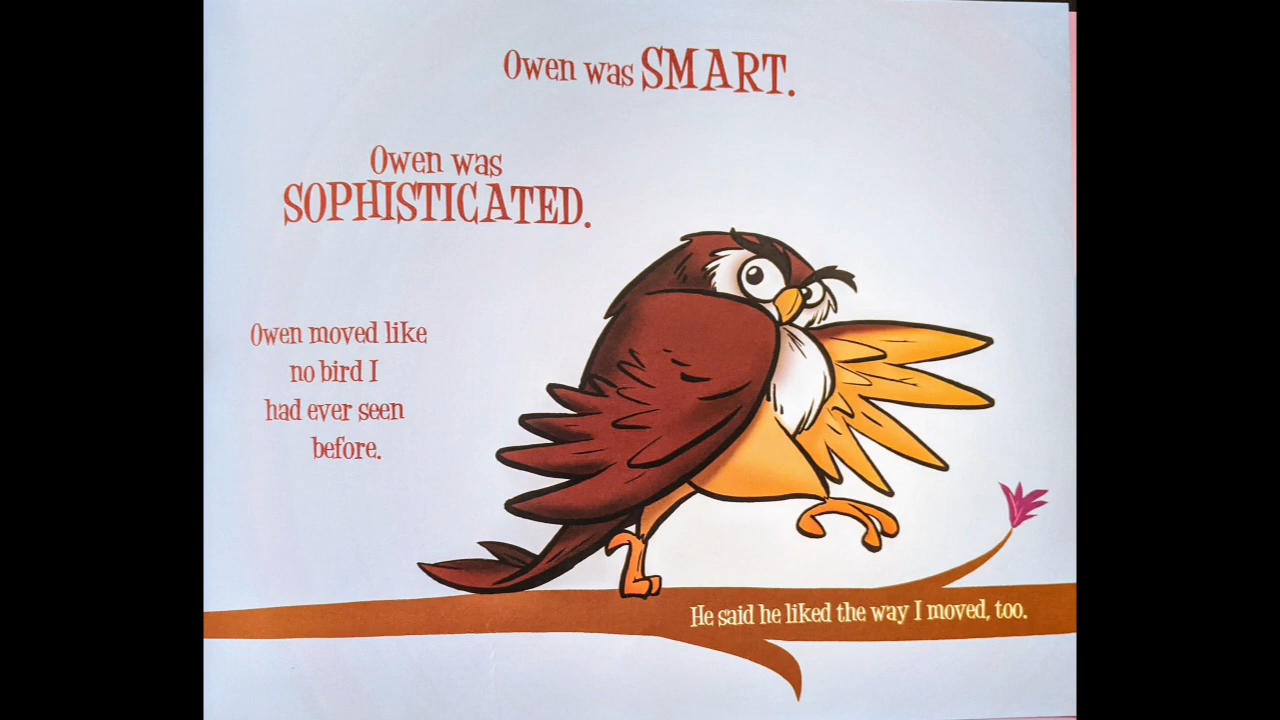 Owen was SMART.
Owen was
SOPHISTICATED.
Owen moved like
no bird I
had ever seen
before.
He said he liked the way I moved, too.